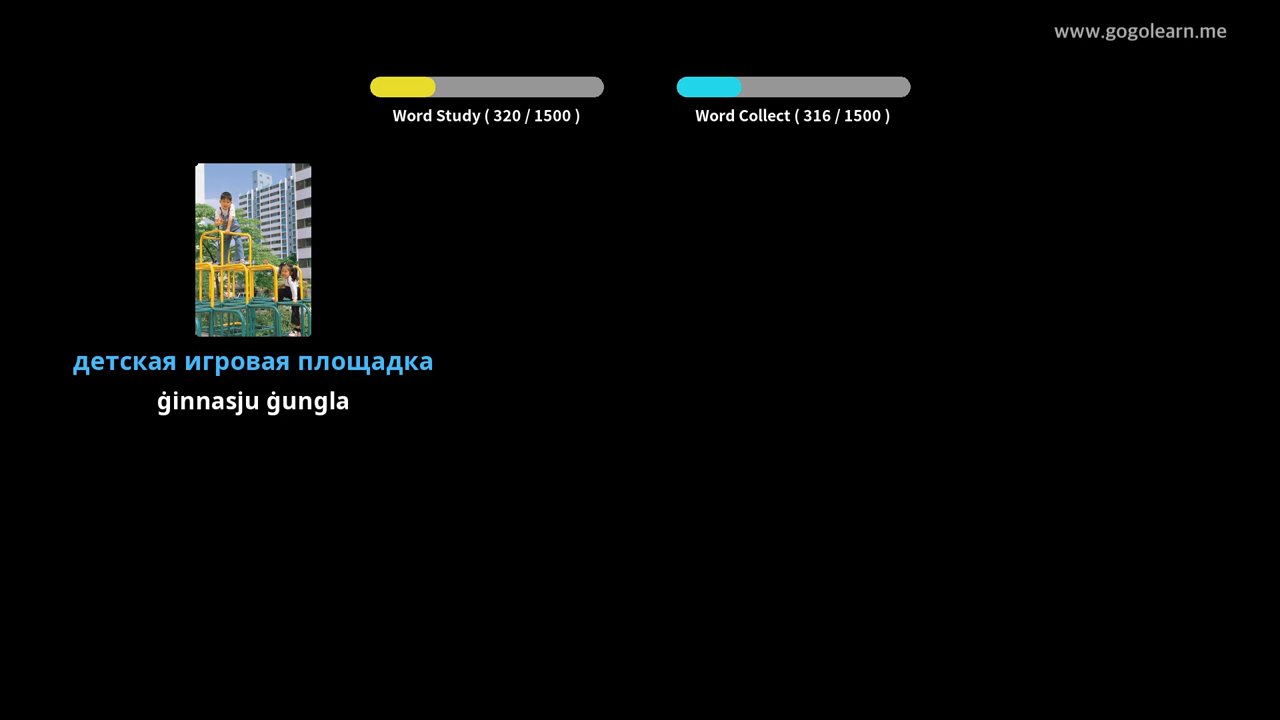 www.gogolearn.me
Word Study ( 320 / 1500 )
Word Collect ( 316 / 1500 )
детская игровая площадка
ġinnasju ġungla